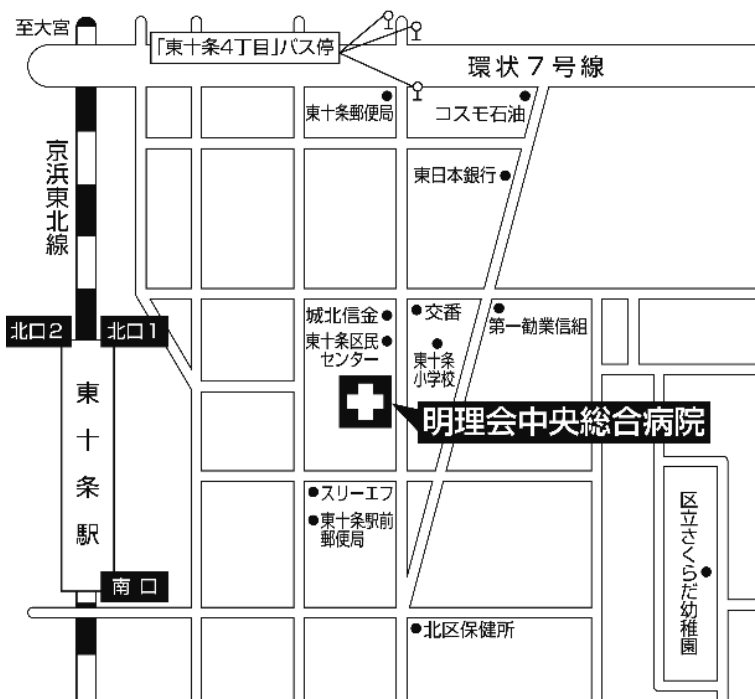 至大宮
「東十条4丁目」バス停
環状7号線
東十条郵便局
コスモ石油
京浜東北線
東日本銀行
北口2
北口1
城北信金
交番
第一勧業信組
東十条区民
センター
東十条
小学校
明理会中央総合病院
東十条駅
スリーエフ
東十条駅前
郵便局
区立さくらだ幼稚園
南口
北区保健所